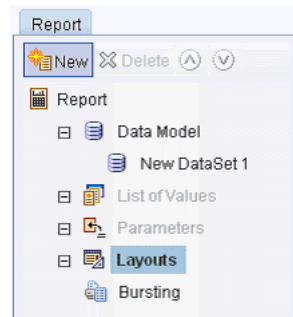 Report
New Delete
Report
Data Model
New DataSet 1
List of Values
Parameters
Layouts
Bursting